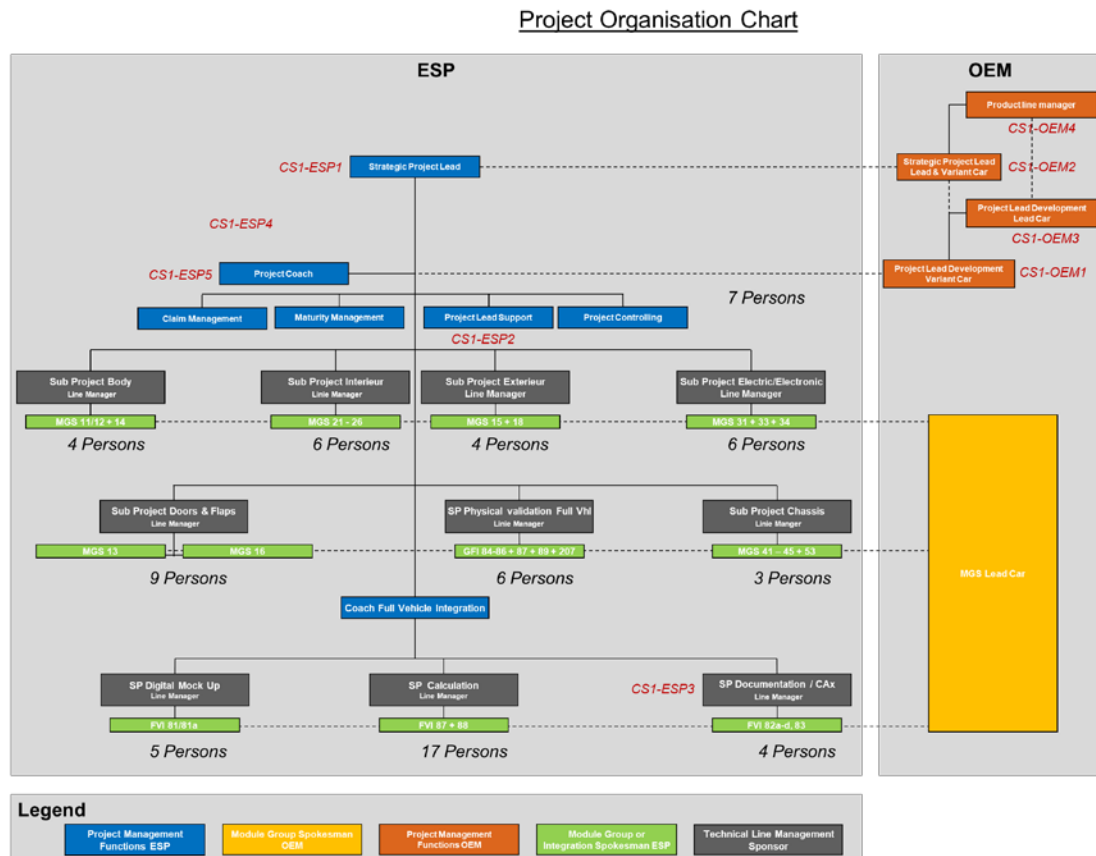 Project Organisation Chart
ESP
OEM
Product line manager
CS1-OEM4
CS1-ESP1
Strategic Project Lead
Strategic Project Lead
Lead & Variant Car
CS1-OEM2
CS1-ESP4
Project Lead Development
Lead Car
CS1-OEM3
CS1-ESP5
Project Coach
Project Lead Development
Variant Car
CS1-OEM1
7 Persons
Claim Management
Maturity Management
Project Lead Support
Project Controlling
CS1-ESP2
Sub Project Body
Line Manager
Sub Project Interieur
Linie Manager
Sub Project Exterieur
Line Manager
Sub Project Electric/Electronic
Line Manager
MGS 11/12 + 14
MGS 21 - 26
MGS 15 + 18
MGS 31 + 33 + 34
4 Persons
6 Persons
4 Persons
6 Persons
Sub Project Doors & Flaps
Line Manager
SP Physical validation Full Vhl
Linie Manager
Sub Project Chassis
Linie Manger
MGS 13
MGS 16
GFI 84-86 + 87 + 89 + 207
MGS 41 – 45 + 53
9 Persons
6 Persons
3 Persons
MGS Lead Car
Coach Full Vehicle Integration
SP Digital Mock Up
Line Manager
SP Calculation
Line Manager
CS1-ESP3
SP Documentation / CAx
Line Manager
FVI 81/81a
FVI 87 + 88
FVI 82a-d, 83
5 Persons
17 Persons
4 Persons
Legend
Project Management
Functions ESP
Module Group Spokesman
OEM
Project Management
Functions OEM
Module Group or
Integration Spokesman ESP
Technical Line Management
Sponsor